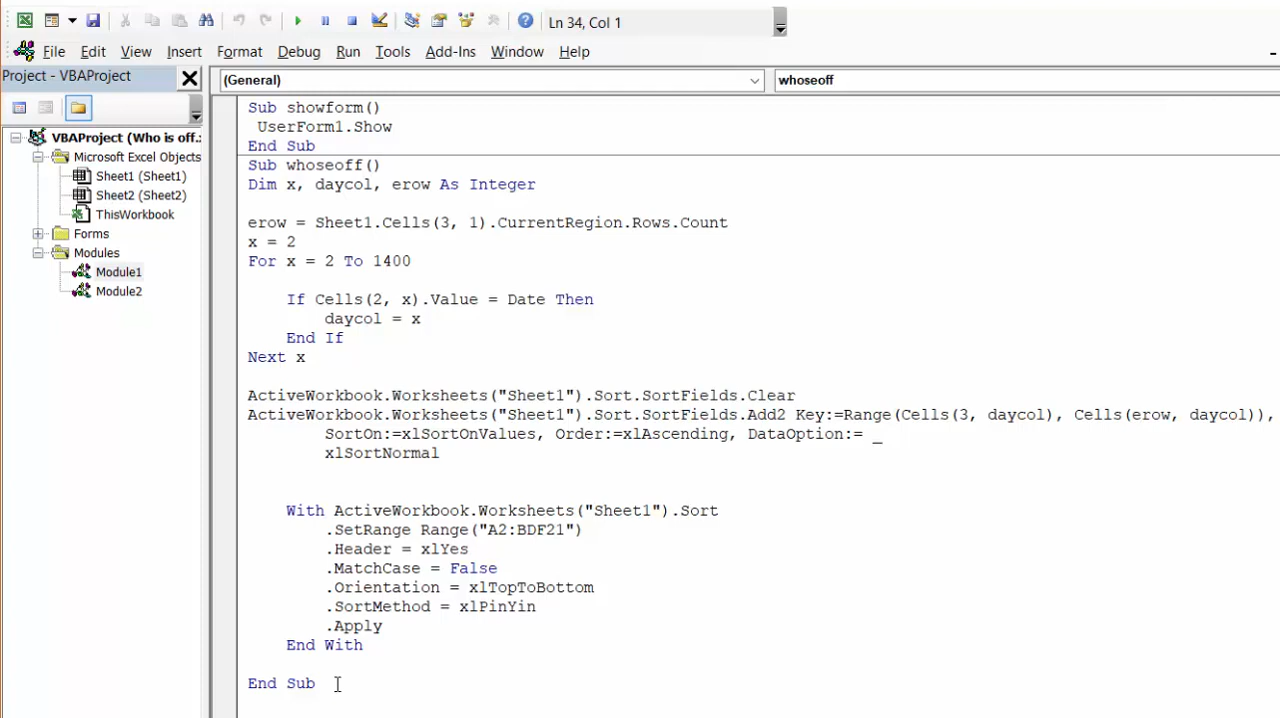 Ln 34, Col 1
File Edit View Insert Format Debug Run Tools Add-Ins Window Help
Project - VBAProject
(General)
whoseoff
VBAProject (Who is off.
Microsoft Excel Objects
Sheet1 (Sheet1)
Sheet2 (Sheet2)
ThisWorkbook
Forms
Modules
Module1
Module2
Sub showform()
UserForm1.Show
End Sub
Sub whoseoff()
Dim x, daycol, erow As Integer
erow = Sheet1.Cells(3, 1).CurrentRegion.Rows.Count
x = 2
For x = 2 To 1400
If Cells(2, x).Value = Date Then
daycol = x
End If
Next x
ActiveWorkbook.Worksheets("Sheet1").Sort.SortFields.Clear
ActiveWorkbook.Worksheets("Sheet1").Sort.SortFields.Add2 Key:=Range(Cells(3, daycol), Cells(erow, daycol)),
SortOn:=xlSortOnValues, Order:=xlAscending, DataOption:= _
xlSortNormal
With ActiveWorkbook.Worksheets("Sheet1").Sort
.SetRange Range("A2:BDF21")
.Header = xlYes
.MatchCase = False
.Orientation = xlTopToBottom
.SortMethod = xlPinYin
.Apply
End With
End Sub